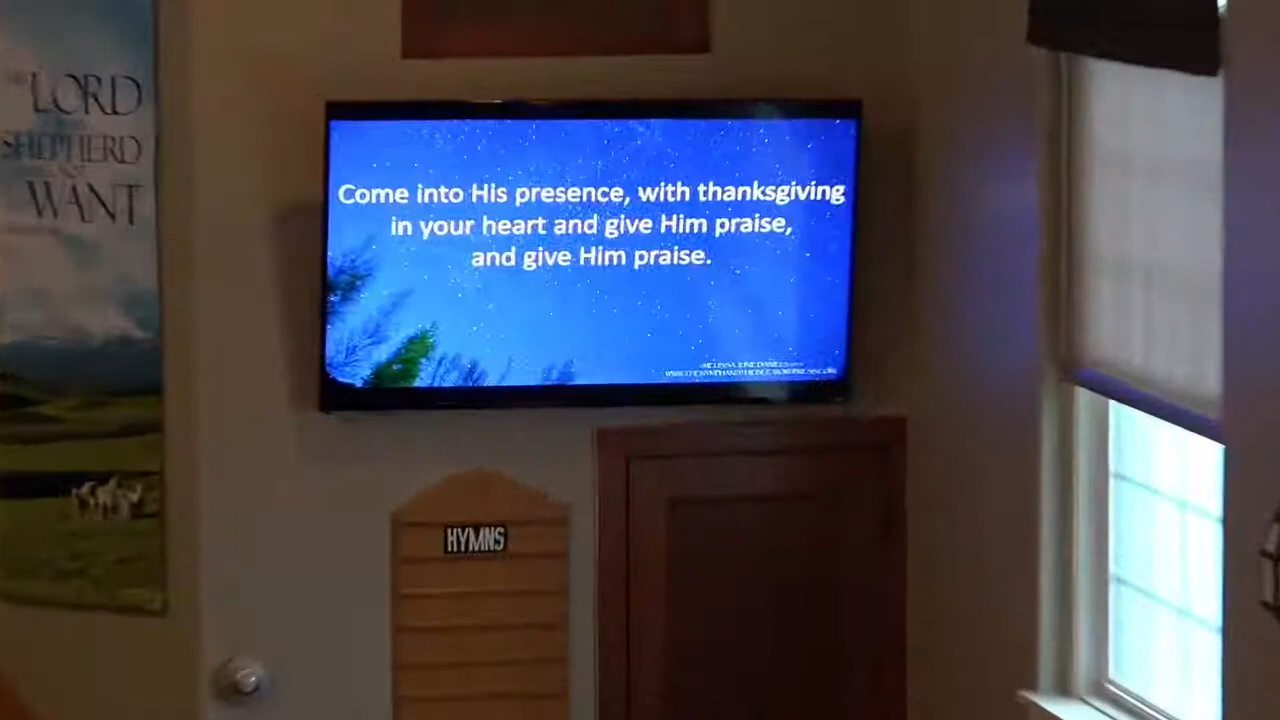 LORD
SHEPHERD
WANT
Come into His presence, with thanksgiving
in your heart and give Him praise,
and give Him praise.
HYMNS